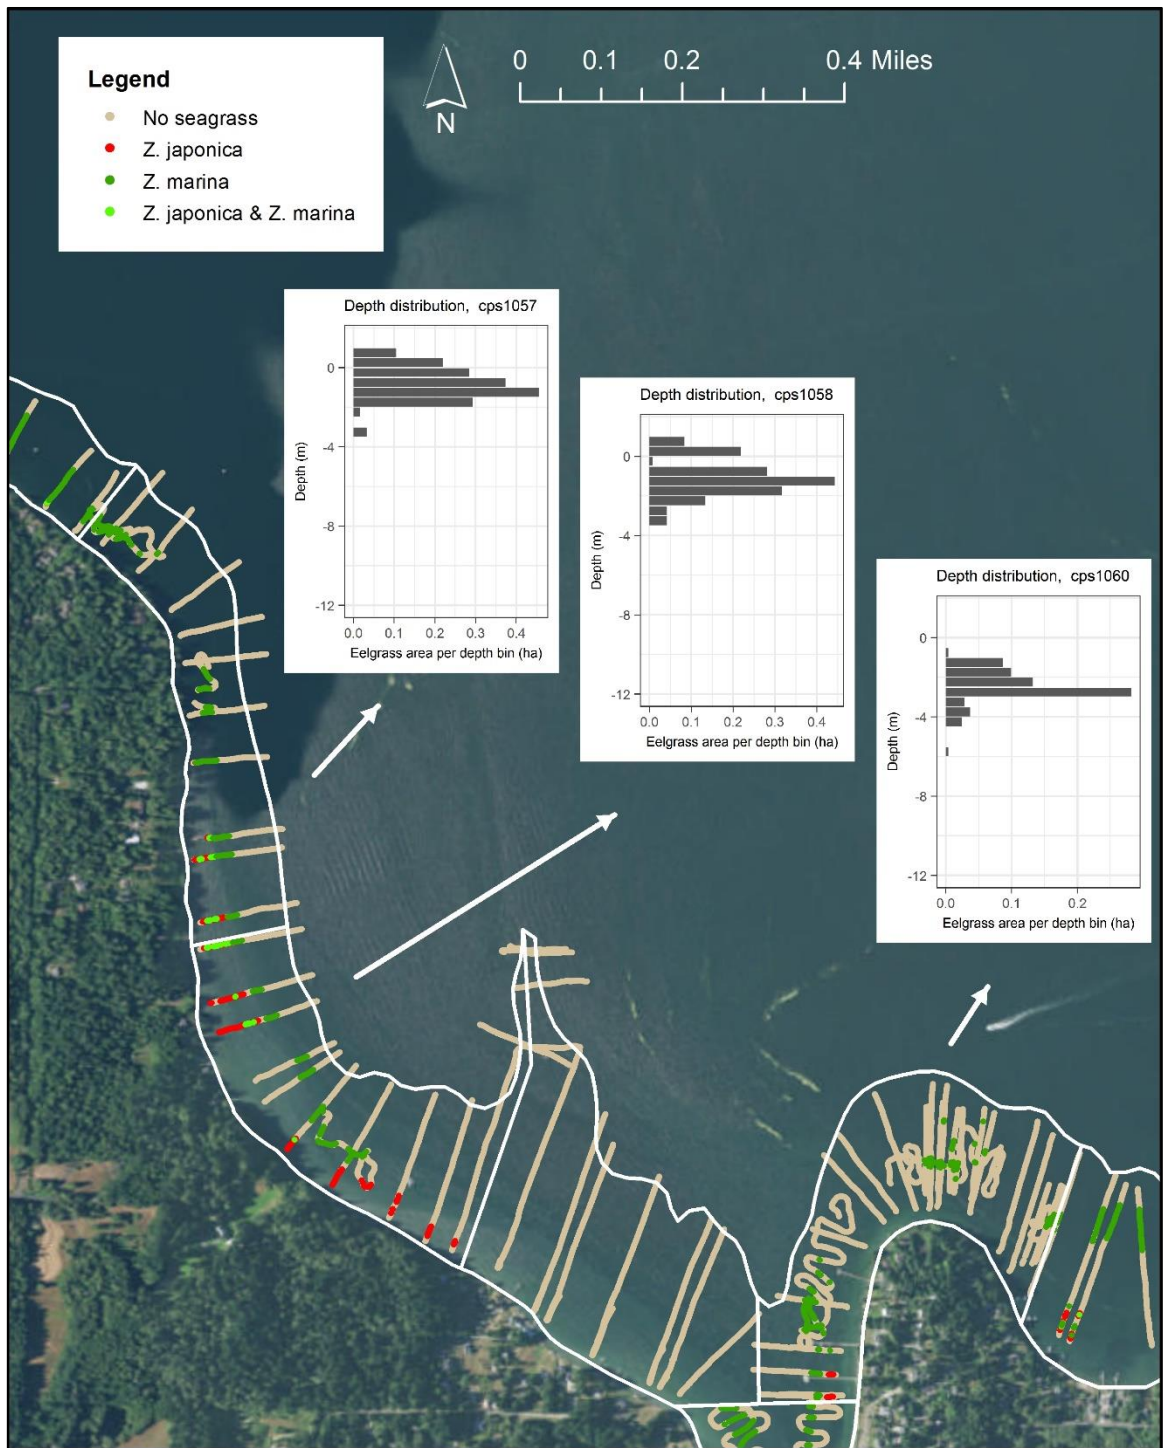 Legend
No seagrass
Z. japonica
Z. marina
Z. japonica & Z. marina
N
0 0.1 0.2 0.4 Miles
Depth distribution, cps1057
Depth (m)
0
-4
-8
-12
0.0 0.1 0.2 0.3 0.4
Eelgrass area per depth bin (ha)
Depth distribution, cps1058
Depth (m)
0
-4
-8
-12
0.0 0.1 0.2 0.3 0.4
Eelgrass area per depth bin (ha)
Depth distribution, cps1060
Depth (m)
0
-4
-8
-12
0.0 0.1 0.2
Eelgrass area per depth bin (ha)